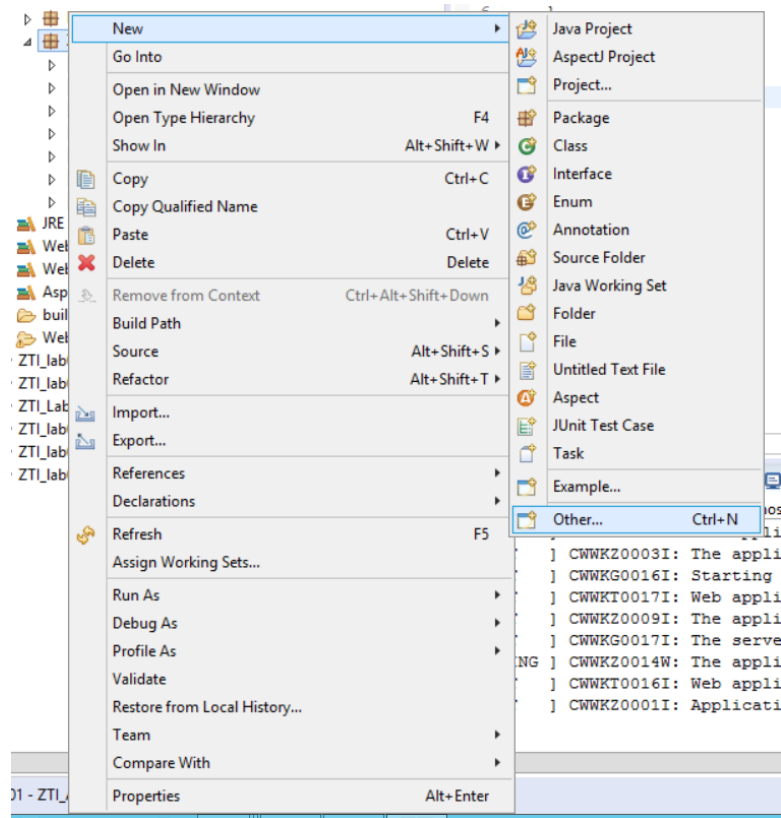 New
Go Into
Open in New Window
Open Type Hierarchy F4
Show In Alt+Shift+W
Copy Ctrl+C
Copy Qualified Name
Paste Ctrl+V
Delete Delete
Remove from Context Ctrl+Alt+Shift+Down
Build Path
Source Alt+Shift+S
Refactor Alt+Shift+T
Import...
Export...
References
Declarations
Refresh F5
Assign Working Sets...
Run As
Debug As
Profile As
Validate
Restore from Local History...
Team
Compare With
Properties Alt+Enter
Java Project
AspectJ Project
Project...
Package
Class
Interface
Enum
Annotation
Source Folder
Java Working Set
Folder
File
Untitled Text File
Aspect
JUnit Test Case
Task
Example...
Other... Ctrl+N
JRE
Web
Web
Asp
buil
Web
ZTI_lab
ZTI_lab
ZTI_Lab
ZTI_lab
ZTI_lab
ZTI_lab
] CWWKZ0003I: The appli
] CWWKG0016I: Starting
] CWWKT0017I: Web appli
] CWWKZ0009I: The appli
] CWWKG0017I: The serve
NG ] CWWKZ0014W: The appli
] CWWKT0016I: Web appli
] CWWKZ0001I: Applicati
01 - ZTI_